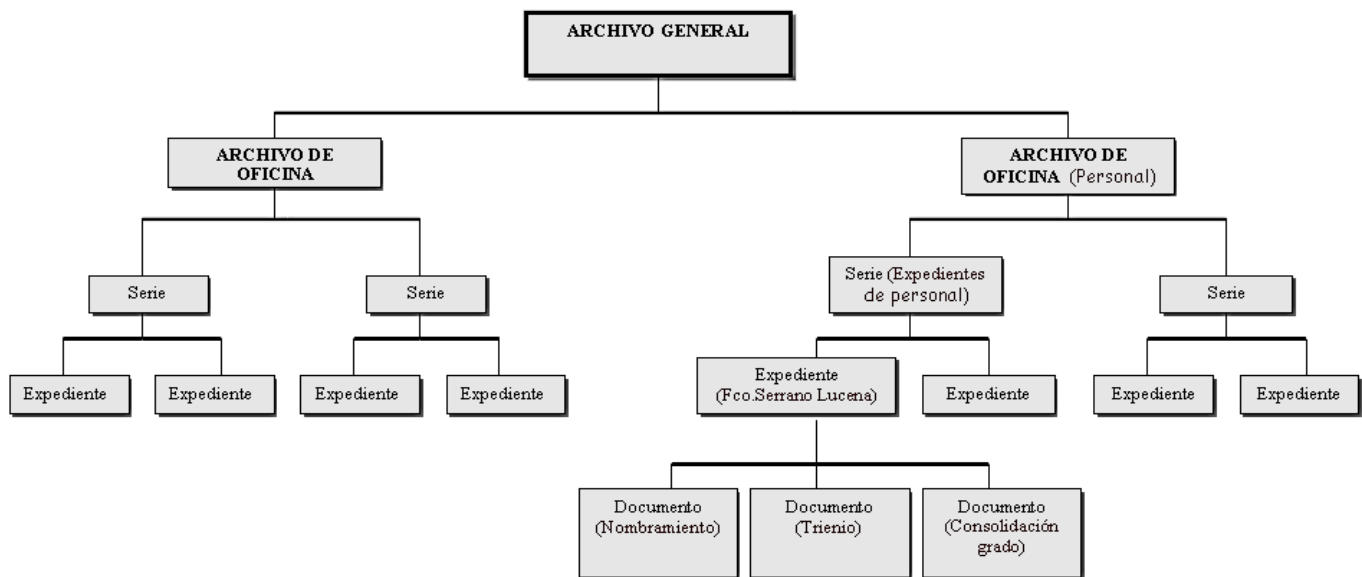 ARCHIVO GENERAL
ARCHIVO DE
OFICINA
ARCHIVO DE
OFICINA (Personal)
Serie
Serie
Serie (Expedientes
de personal)
Serie
Expediente
Expediente
Expediente
Expediente
Expediente
(Fco.Serrano Lucena)
Expediente
Expediente
Expediente
Documento
(Nombramiento)
Documento
(Trienio)
Documento
(Consolidación
grado)